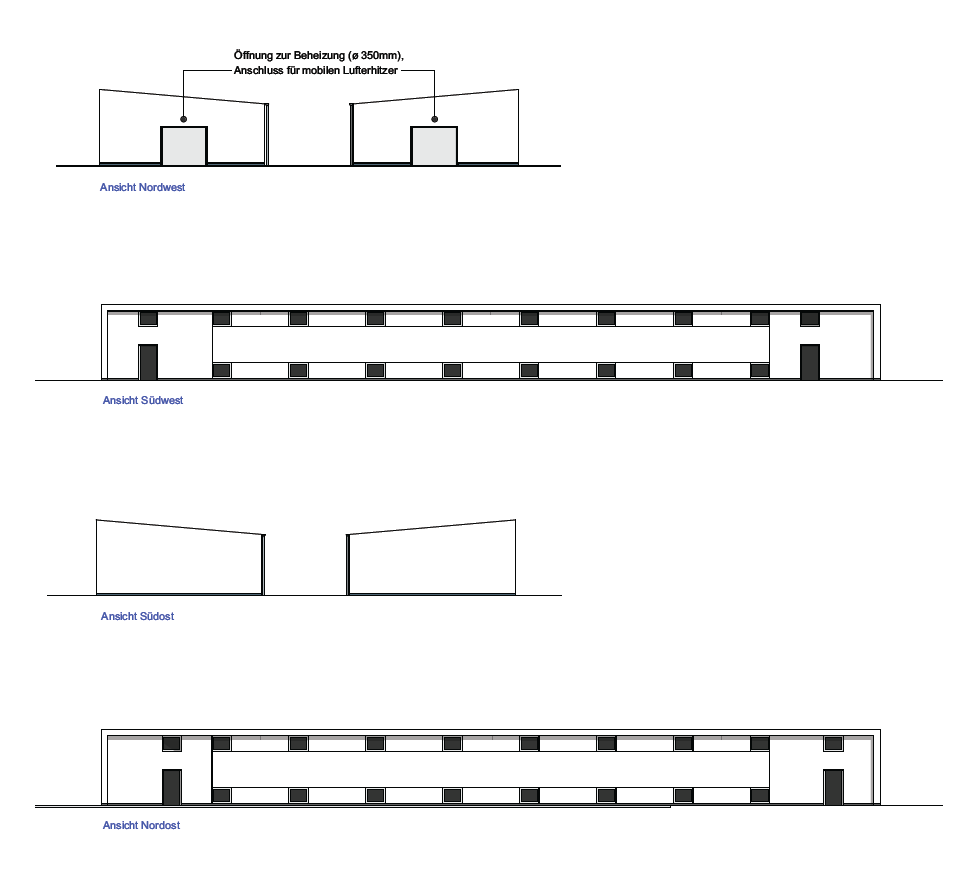 Öffnung zur Beheizung (ø 350mm),
Anschluss für mobilen Lufterhitzer
Ansicht Nordwest
Ansicht Südwest
Ansicht Südost
Ansicht Nordost